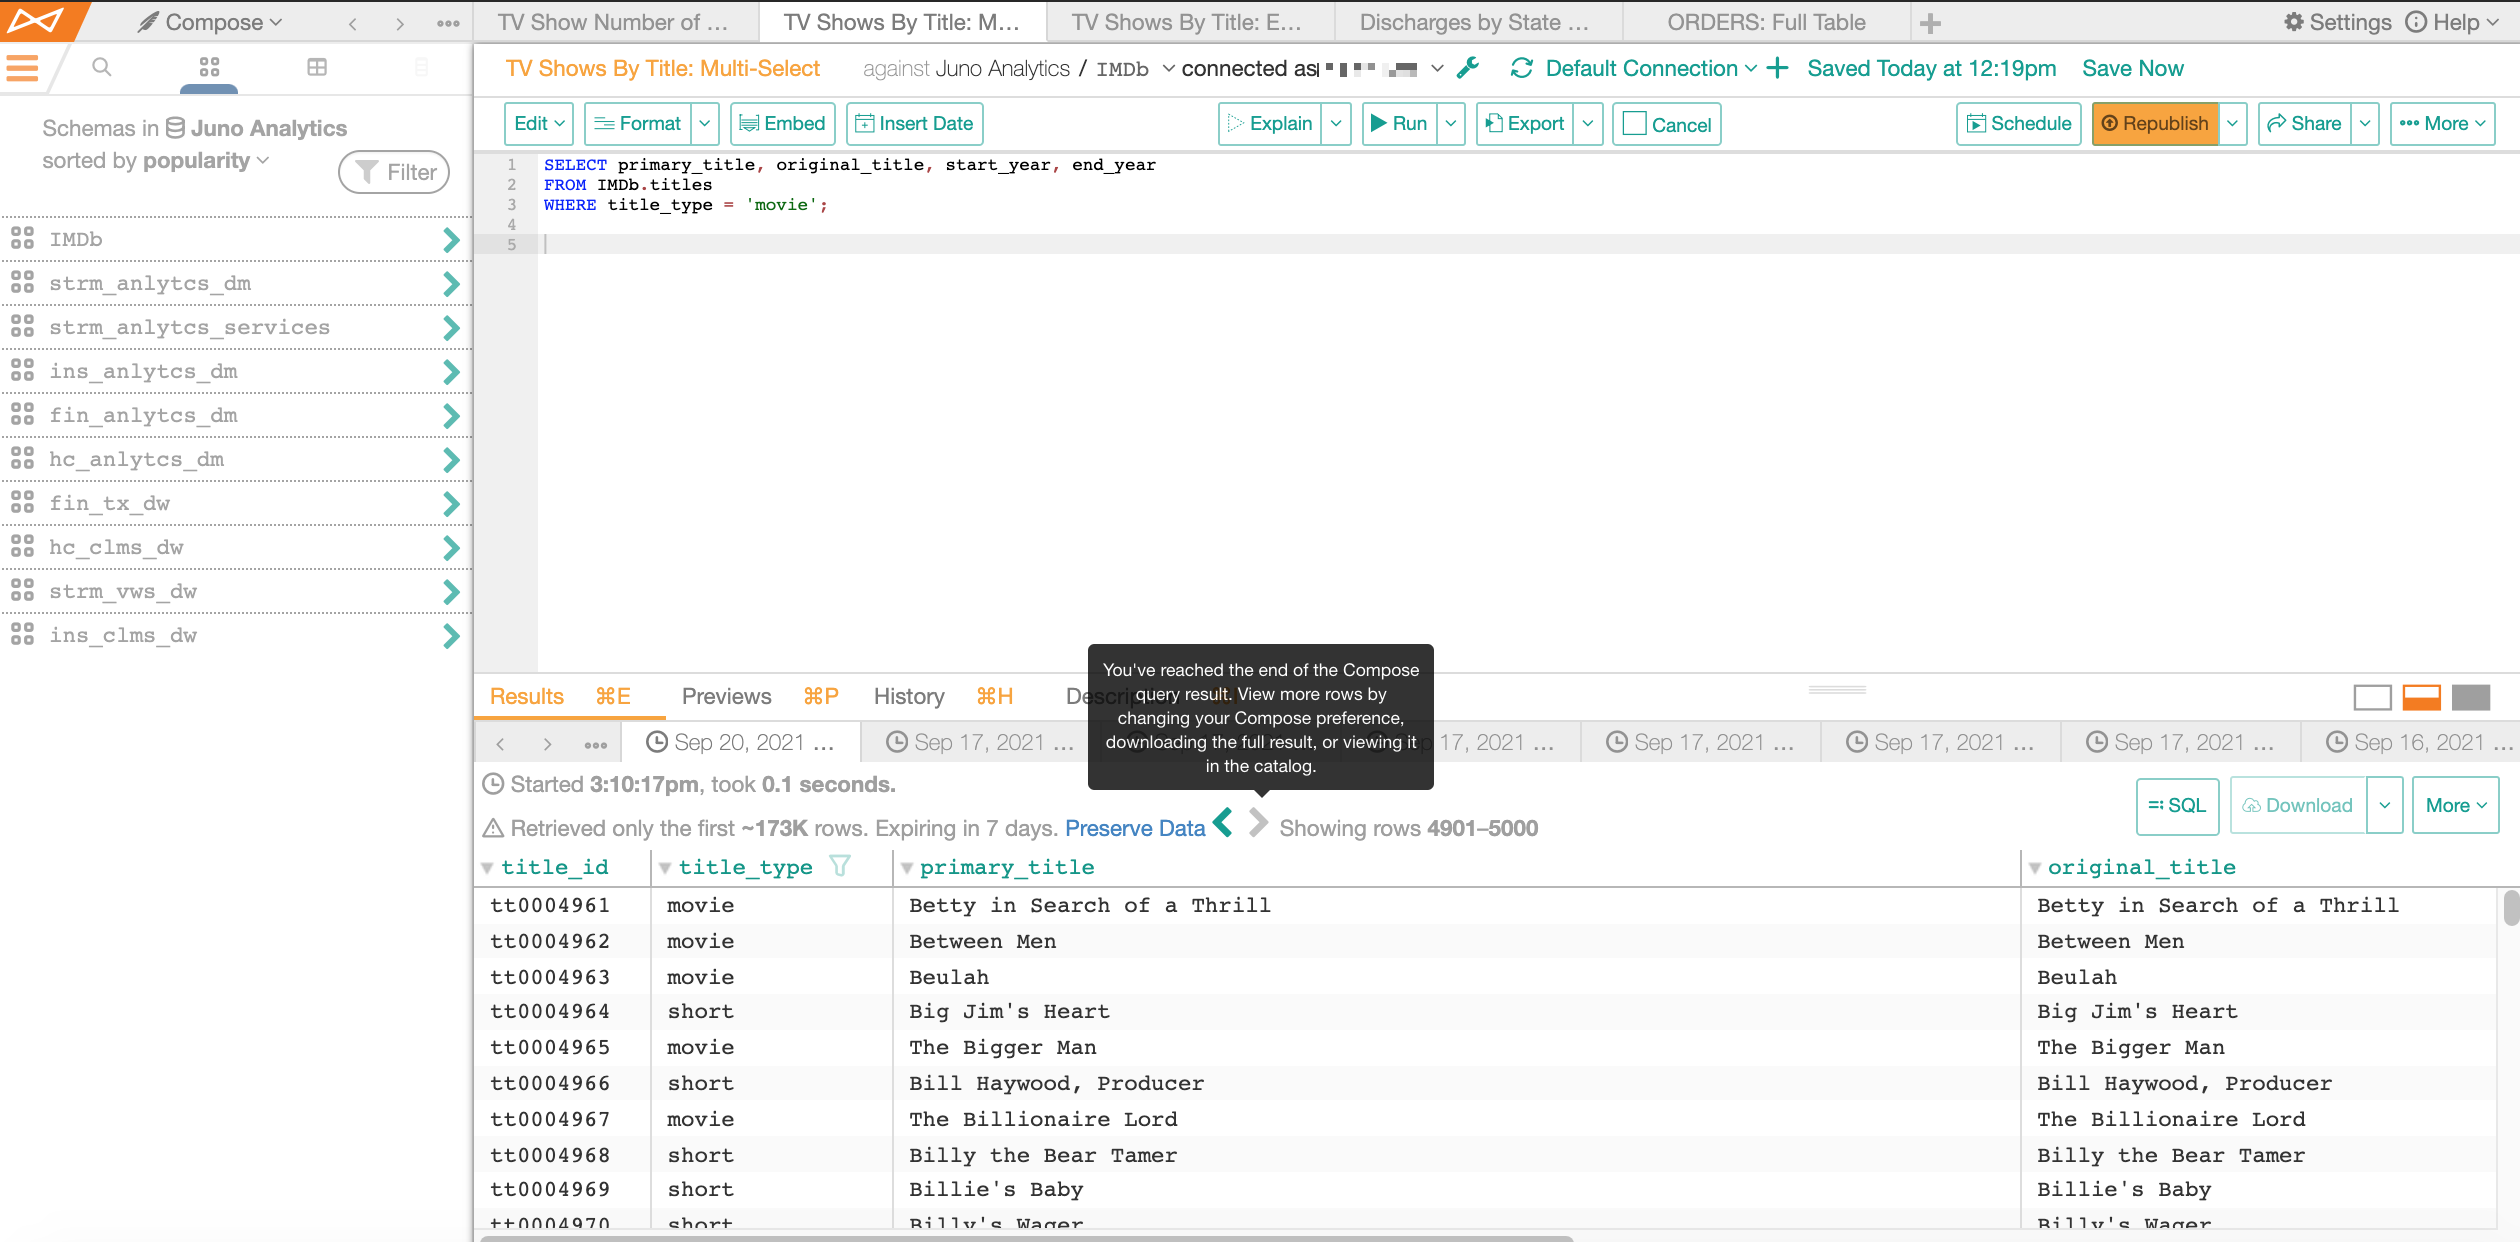 Compose
TV Show Number of ...
TV Shows By Title: M...
TV Shows By Title: E...
Discharges by State ...
ORDERS: Full Table
Settings
Help
Schemas in Juno Analytics
sorted by popularity
Filter
IMDb
strm_anlytcs_dm
strm_anlytcs_services
ins_anlytcs_dm
fin_anlytcs_dm
hc_anlytcs_dm
fin_tx_dw
hc_clms_dw
strm_vws_dw
ins_clms_dw
TV Shows By Title: Multi-Select against Juno Analytics / IMDb connected as Default Connection Saved Today at 12:19pm Save Now
Edit Format Embed Insert Date Explain Run Export Cancel Schedule Republish Share More
1 SELECT primary_title, original_title, start_year, end_year
2 FROM IMDb.titles
3 WHERE title_type = 'movie';
4
5
You've reached the end of the Compose
query result. View more rows by
changing your Compose preference,
downloading the full result, or viewing it
in the catalog.
Results ⌘E Previews ⌘P History ⌘H
Sep 20, 2021 ... Sep 17, 2021 ... 17, 2021 ... Sep 17, 2021 ... Sep 17, 2021 ... Sep 17, 2021 ... Sep 16, 2021 ...
Started 3:10:17pm, took 0.1 seconds.
SQL Download More
Retrieved only the first ~173K rows. Expiring in 7 days. Preserve Data Showing rows 4901–5000
title_id title_type primary_title original_title
tt0004961 movie Betty in Search of a Thrill Betty in Search of a Thrill
tt0004962 movie Between Men Between Men
tt0004963 movie Beulah Beulah
tt0004964 short Big Jim's Heart Big Jim's Heart
tt0004965 movie The Bigger Man The Bigger Man
tt0004966 short Bill Haywood, Producer Bill Haywood, Producer
tt0004967 movie The Billionaire Lord The Billionaire Lord
tt0004968 short Billy the Bear Tamer Billy the Bear Tamer
tt0004969 short Billie's Baby Billie's Baby
tt0004970 short Billy's Wager Billy's Wager